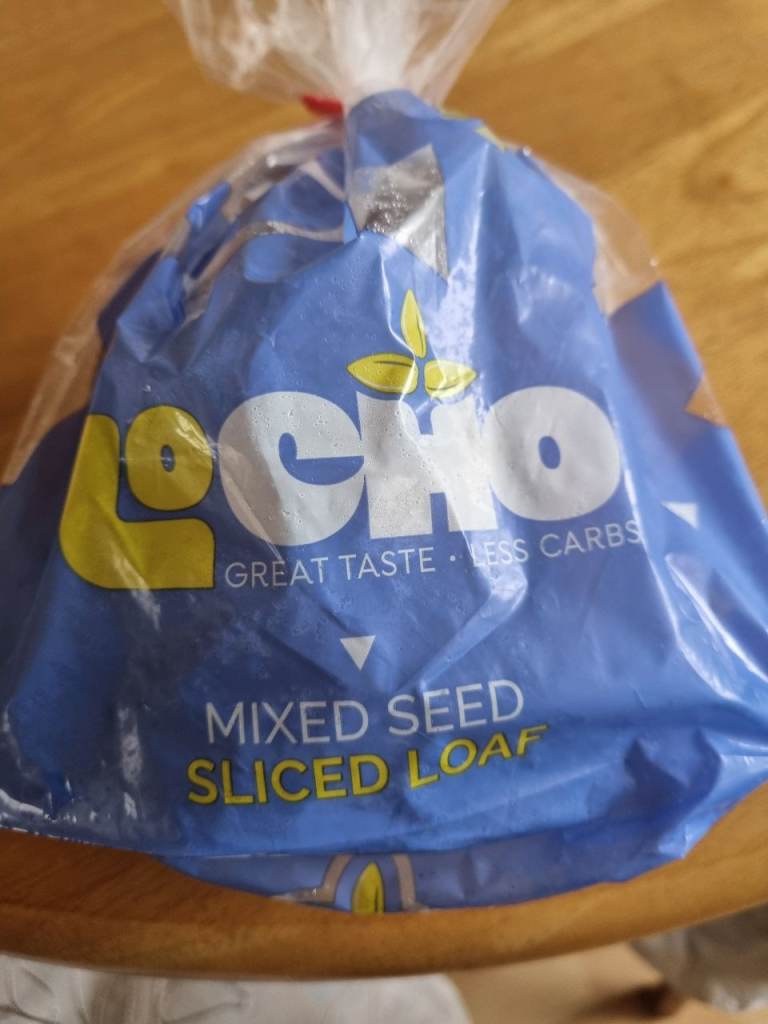 LOCHO
GREAT TASTE · LESS CARBS
MIXED SEED
SLICED LOAF